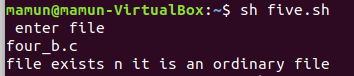 mamun@mamun-VirtualBox:~$ sh five.sh
enter file
four_b.c
file exists n it is an ordinary file